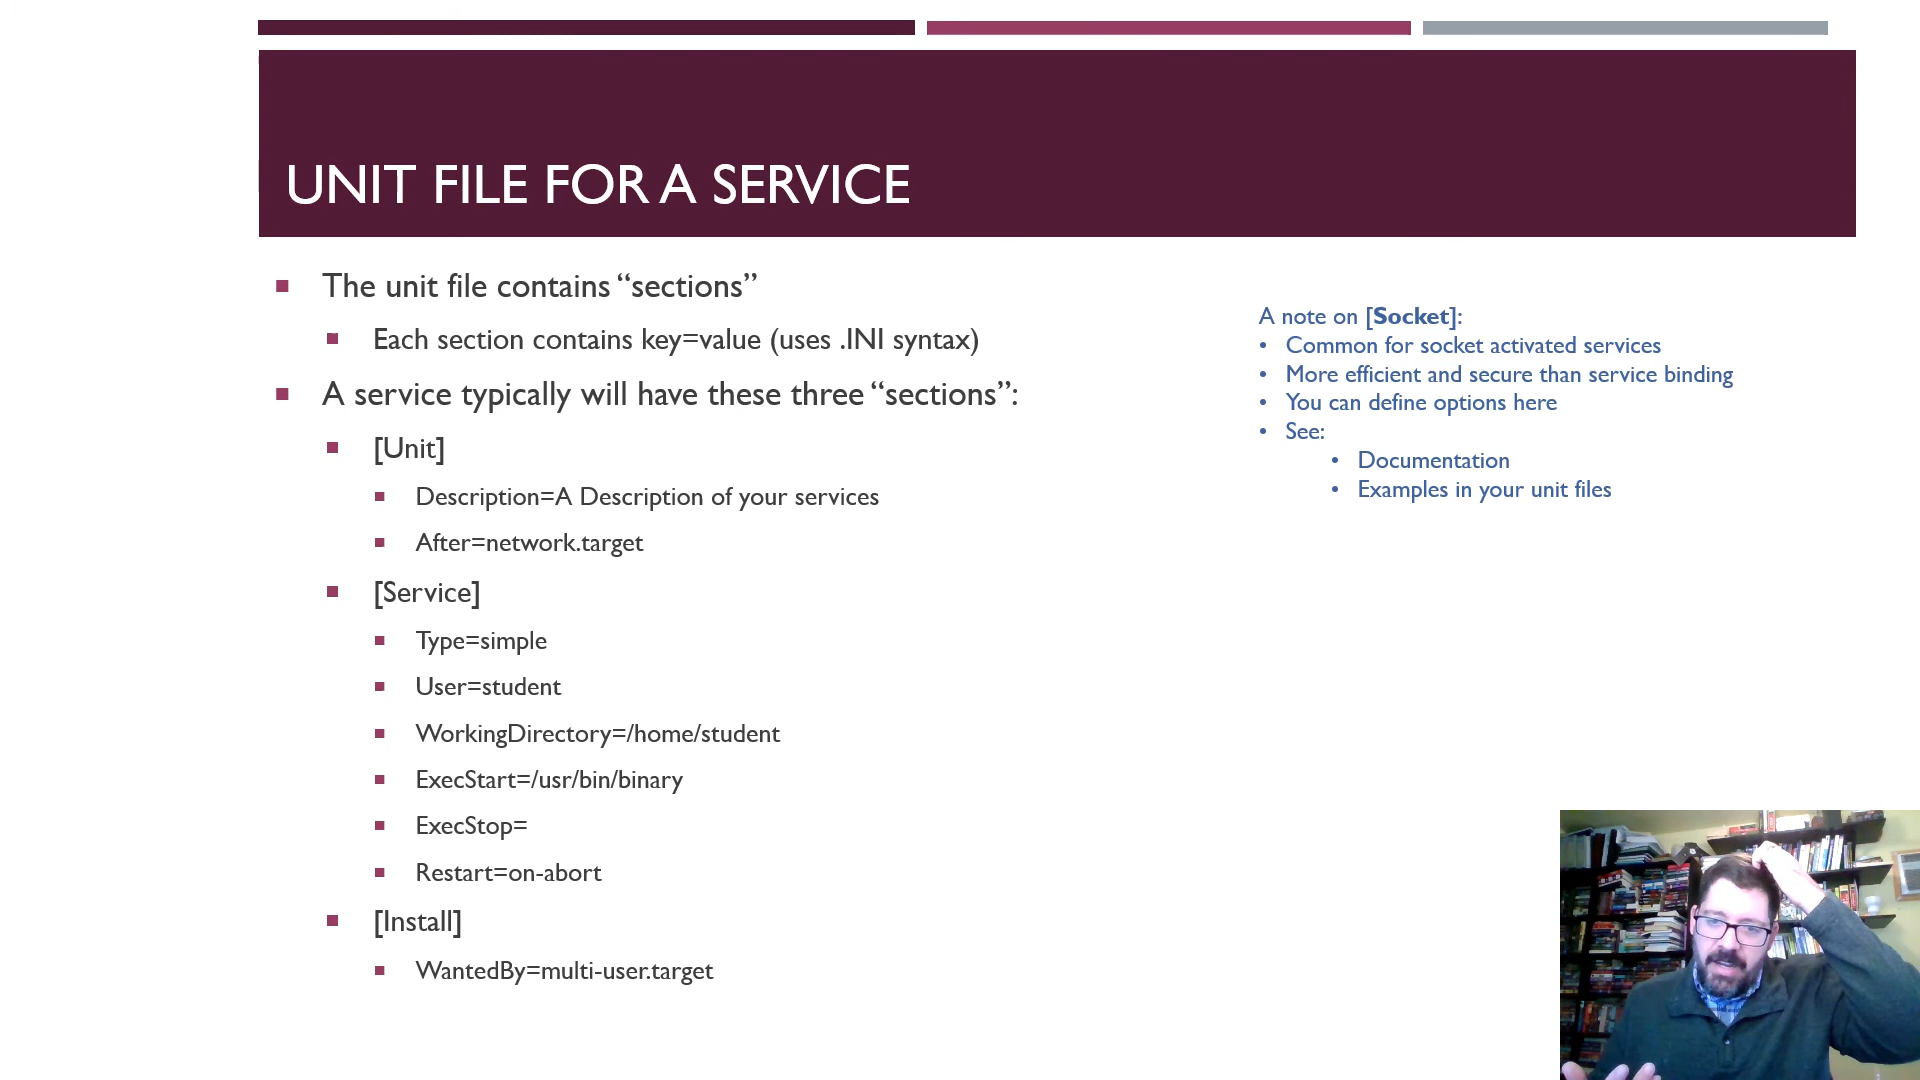 UNIT FILE FOR A SERVICE
The unit file contains “sections”
Each section contains key=value (uses .INI syntax)
A service typically will have these three “sections”:
[Unit]
Description=A Description of your services
After=network.target
[Service]
Type=simple
User=student
WorkingDirectory=/home/student
ExecStart=/usr/bin/binary
ExecStop=
Restart=on-abort
[Install]
WantedBy=multi-user.target
A note on [Socket]:
Common for socket activated services
More efficient and secure than service binding
You can define options here
See:
Documentation
Examples in your unit files